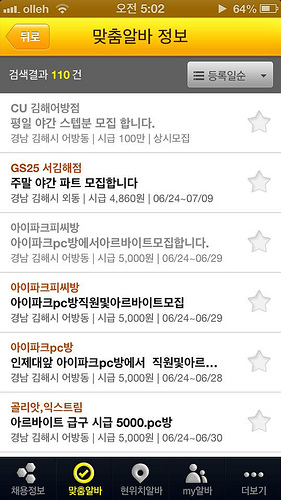 olleh 오전 5:02 64%
뒤로 맞춤알바 정보
검색결과 110 건 등록일순
CU 김해어방점
평일 야간 스텝분 모집 합니다.
경남 김해시 어방동 | 시급 100만 | 상시모집
GS25 서김해점
주말 야간 파트 모집합니다
경남 김해시 외동 | 시급 4,860원 | 06/24~07/09
아이파크피씨방
아이파크pc방에서아르바이트모집합니다.
경남 김해시 어방동 | 시급 5,000원 | 06/24~06/29
아이파크피씨방
아이파크pc방직원및아르바이트모집
경남 김해시 어방동 | 시급 5,000원 | 06/24~06/29
아이파크pc방
인제대앞 아이파크pc방에서 직원및아르...
경남 김해시 어방동 | 시급 5,000원 | 06/24~06/28
골리앗,익스트림
아르바이트 급구 시급 5000.pc방
경남 김해시 어방동 | 시급 5,000원 | 06/24~06/30
채용정보 맞춤알바 현위치알바 my알바 더보기